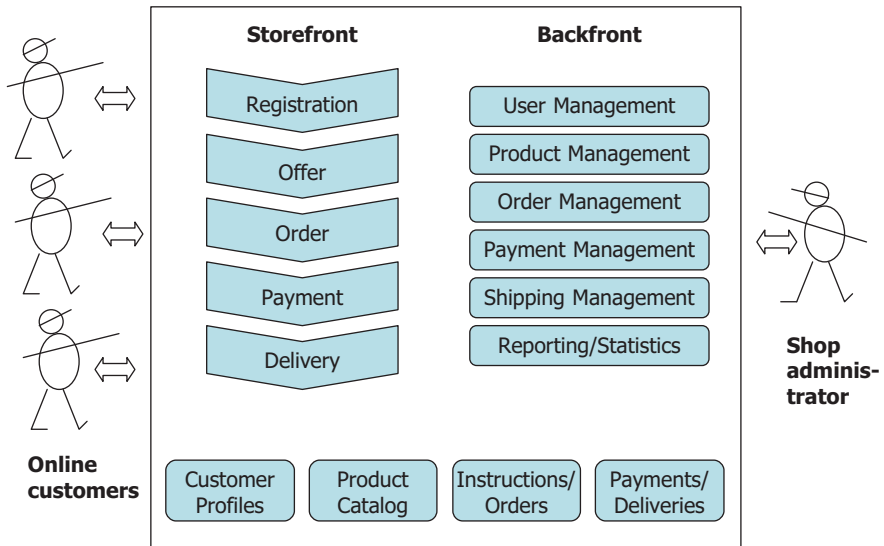 Storefront
Backfront
Registration
Offer
Order
Payment
Delivery
User Management
Product Management
Order Management
Payment Management
Shipping Management
Reporting/Statistics
Online
customers
Shop
adminis-
trator
Customer
Profiles
Product
Catalog
Instructions/
Orders
Payments/
Deliveries